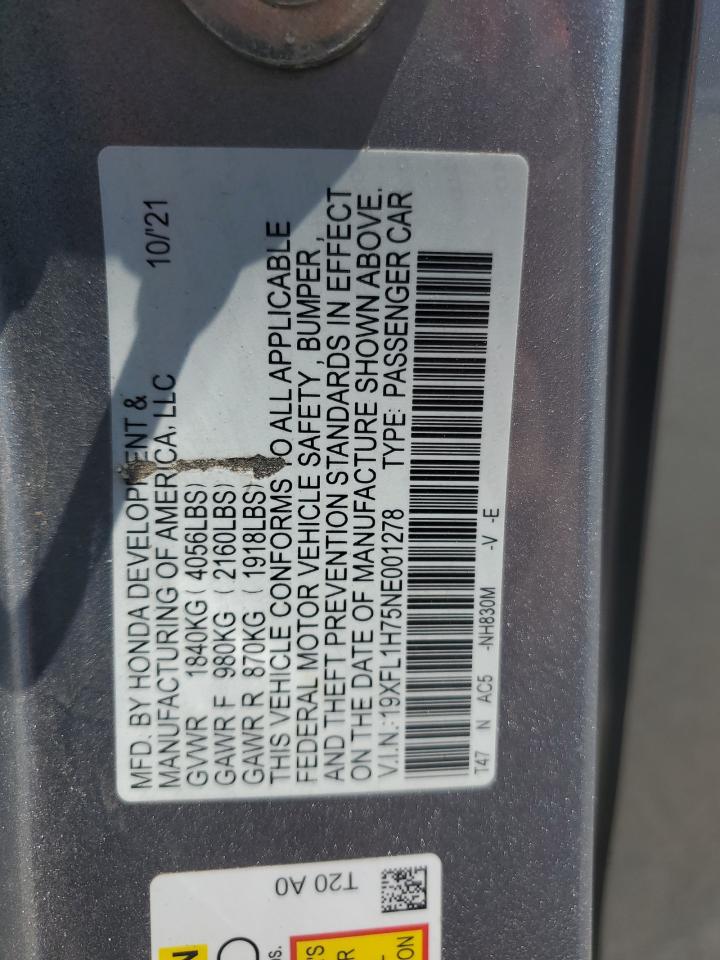 MFD. BY HONDA DEVELOPMENT &
MANUFACTURING OF AMERICA, LLC 10/'21
GVWR 1840KG ( 4056LBS)
GAWR F 980KG ( 2160LBS)
GAWR R 870KG ( 1918LBS)
THIS VEHICLE CONFORMS TO ALL APPLICABLE
FEDERAL MOTOR VEHICLE SAFETY , BUMPER ,
AND THEFT PREVENTION STANDARDS IN EFFECT
ON THE DATE OF MANUFACTURE SHOWN ABOVE.
V.I.N.: 19XFL1H75NE001278 TYPE: PASSENGER CAR
T47 N AC5 -NH830M -V -E
T20 A0